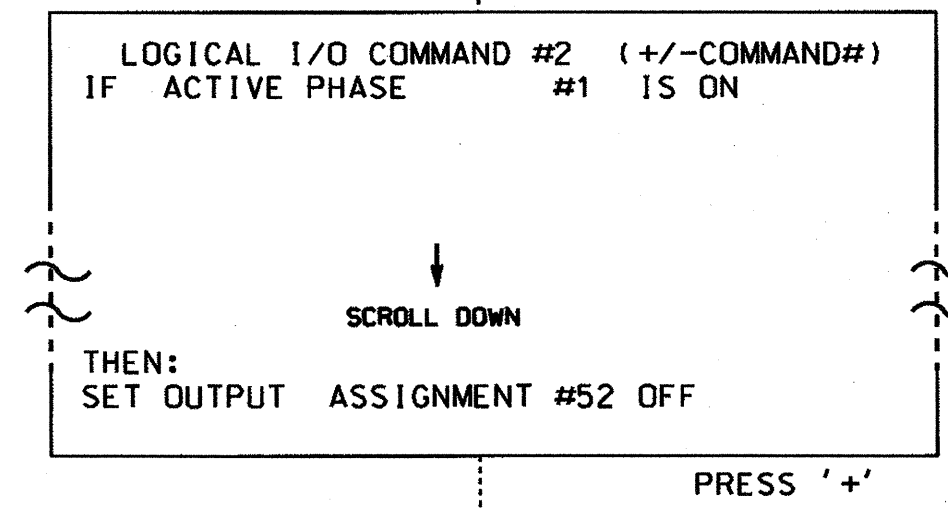 LOGICAL I/O COMMAND #2 (+/-COMMAND#)
IF ACTIVE PHASE #1 IS ON
SCROLL DOWN
THEN:
SET OUTPUT ASSIGNMENT #52 OFF
PRESS '+'